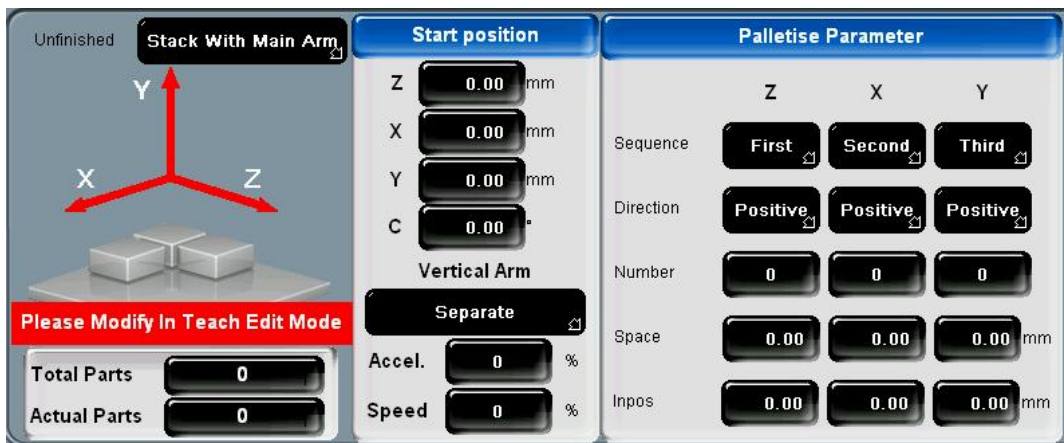 Unfinished
Stack With Main Arm
Y
X
Z
Please Modify In Teach Edit Mode
Total Parts 0
Actual Parts 0
Start position
Z 0.00 mm
X 0.00 mm
Y 0.00 mm
C 0.00 °
Vertical Arm
Separate
Accel. 0 %
Speed 0 %
Palletise Parameter
Z X Y
Sequence First Second Third
Direction Positive Positive Positive
Number 0 0 0
Space 0.00 0.00 0.00 mm
Inpos 0.00 0.00 0.00 mm